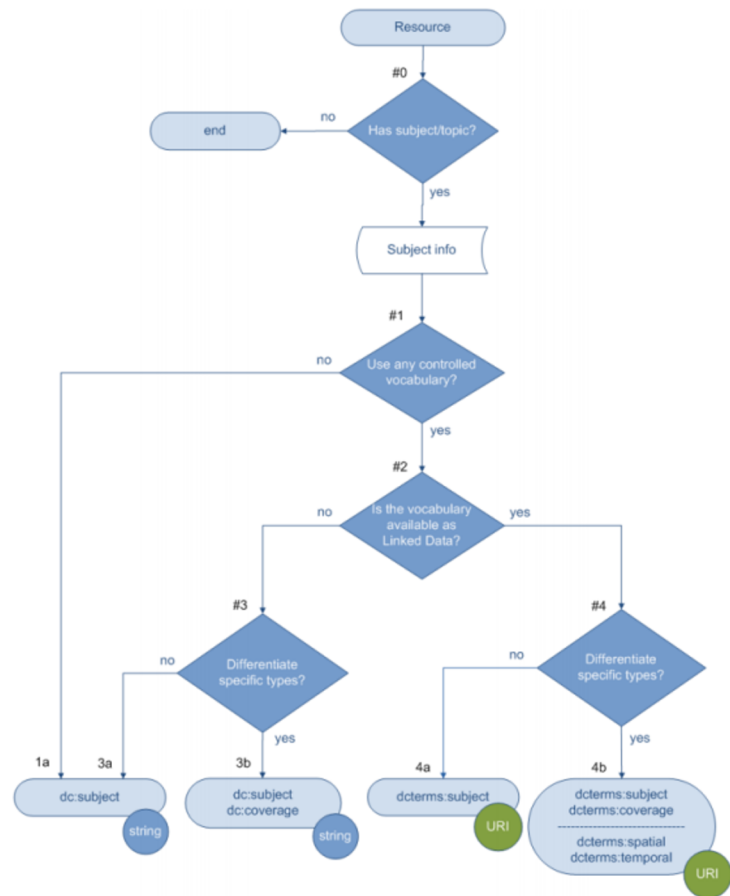 Resource
#0
Has subject/topic?
no
end
yes
Subject info
#1
Use any controlled
vocabulary?
no
yes
#2
Is the vocabulary
available as
Linked Data?
no
yes
#3
Differentiate
specific types?
no
yes
#4
Differentiate
specific types?
no
yes
1a
3a
dc:subject
string
3b
dc:subject
dc:coverage
string
4a
dcterms:subject
URI
4b
dcterms:subject
dcterms:coverage
--------------------------
dcterms:spatial
dcterms:temporal
URI